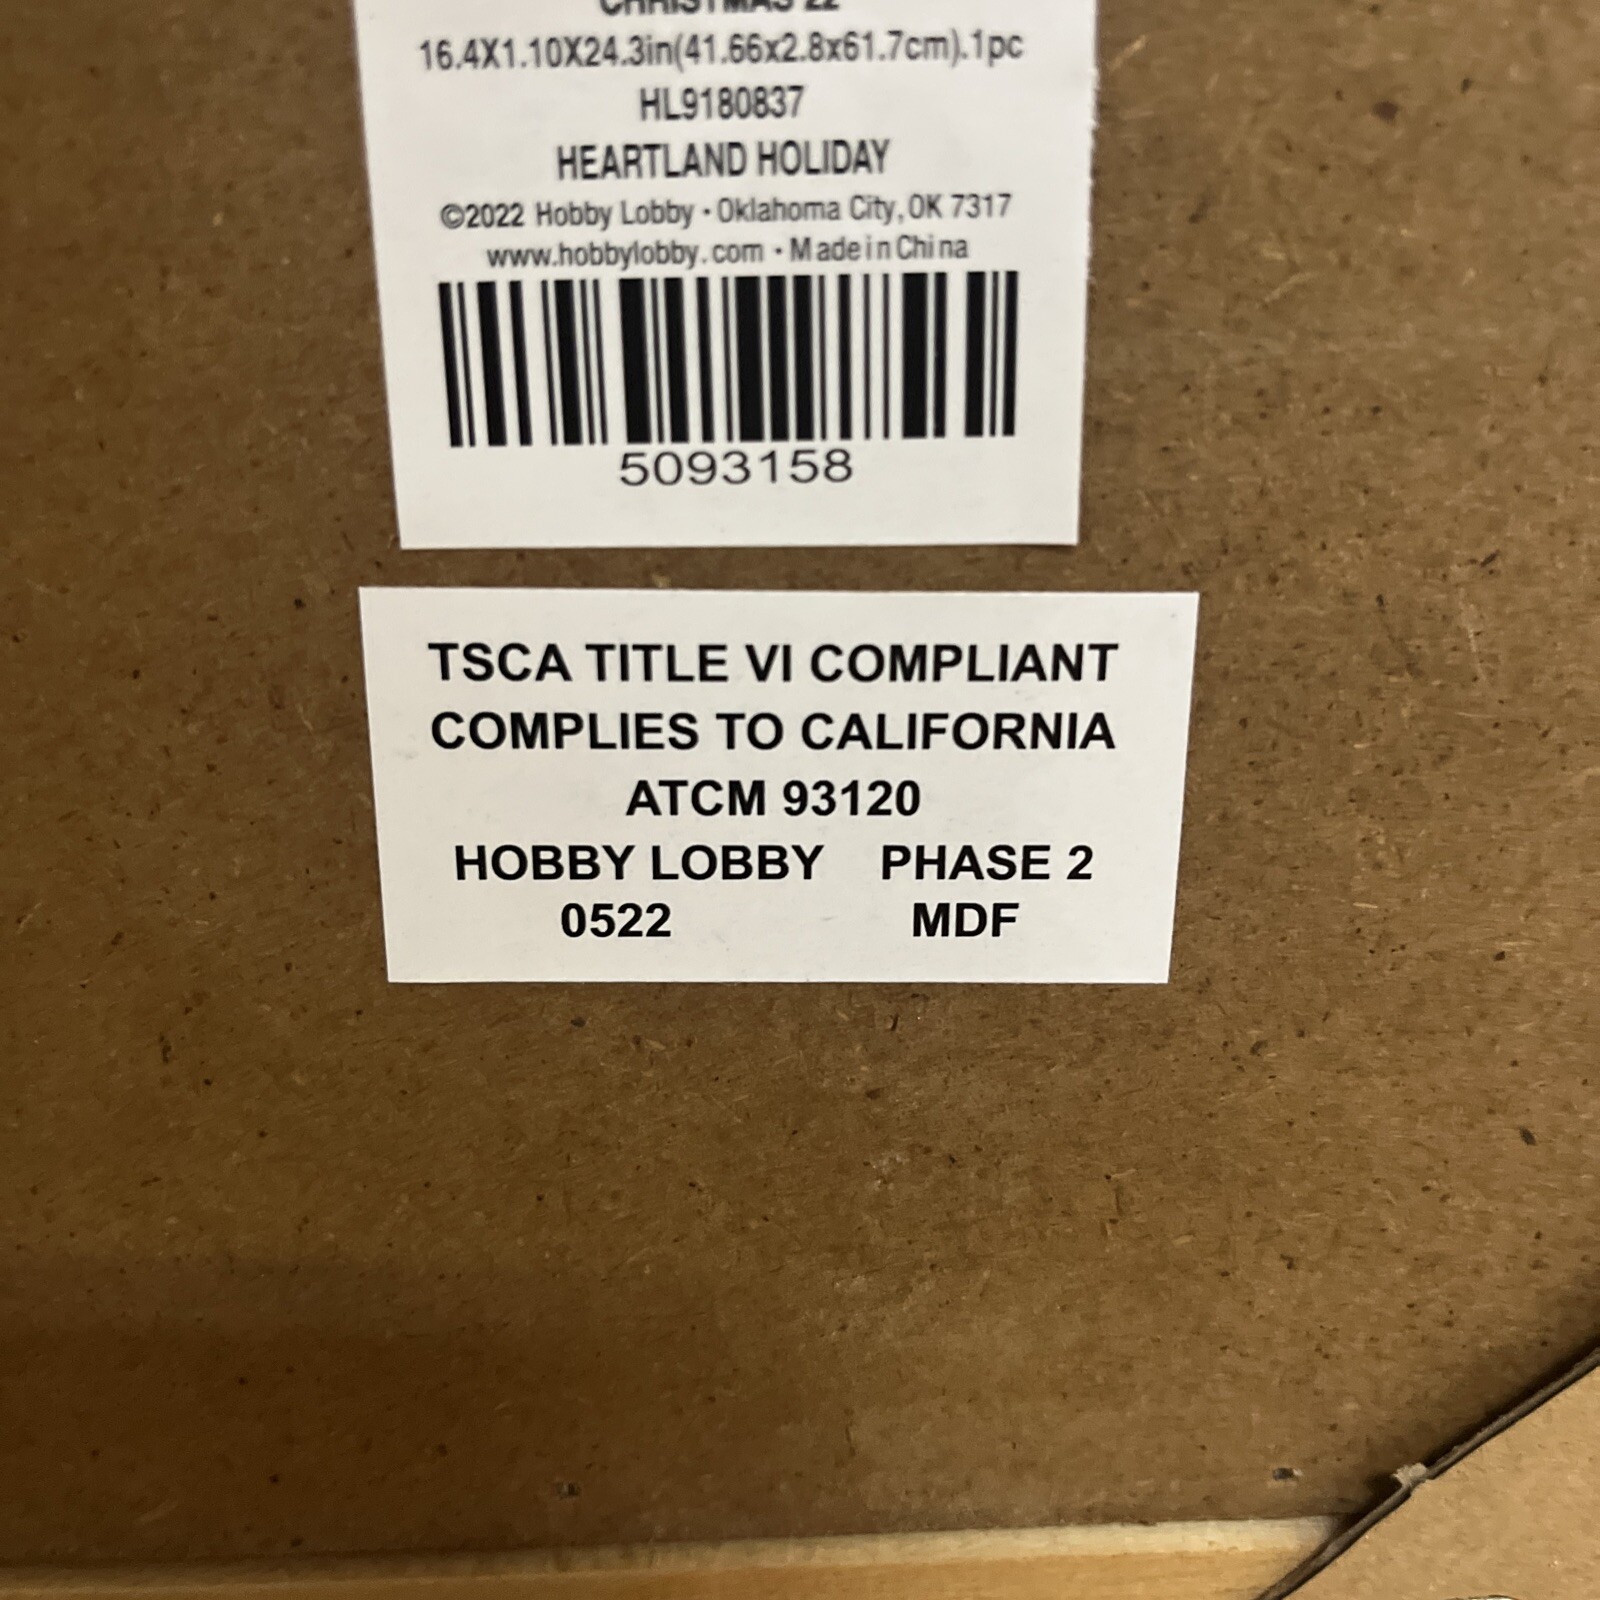 CHRISTMAS 22
16.4X1.10X24.3in(41.66x2.8x61.7cm).1pc
HL9180837
HEARTLAND HOLIDAY
©2022 Hobby Lobby • Oklahoma City, OK 7317
www.hobbylobby.com • Made in China
5093158
TSCA TITLE VI COMPLIANT
COMPLIES TO CALIFORNIA
ATCM 93120
HOBBY LOBBY PHASE 2
0522 MDF